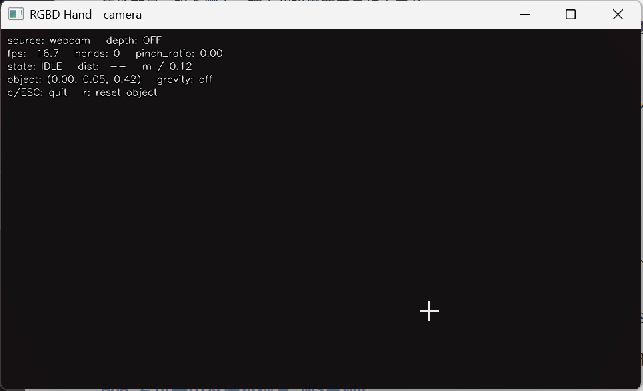 RGBD Hand camera
source: webcam depth: OFF
fps: 16.7 hands: 0 pinch_ratio: 0.00
state: IDLE dist: -- m / 0.12
object: (0.00, 0.05, 0.42) gravity: off
/ESC: quit r: reset object